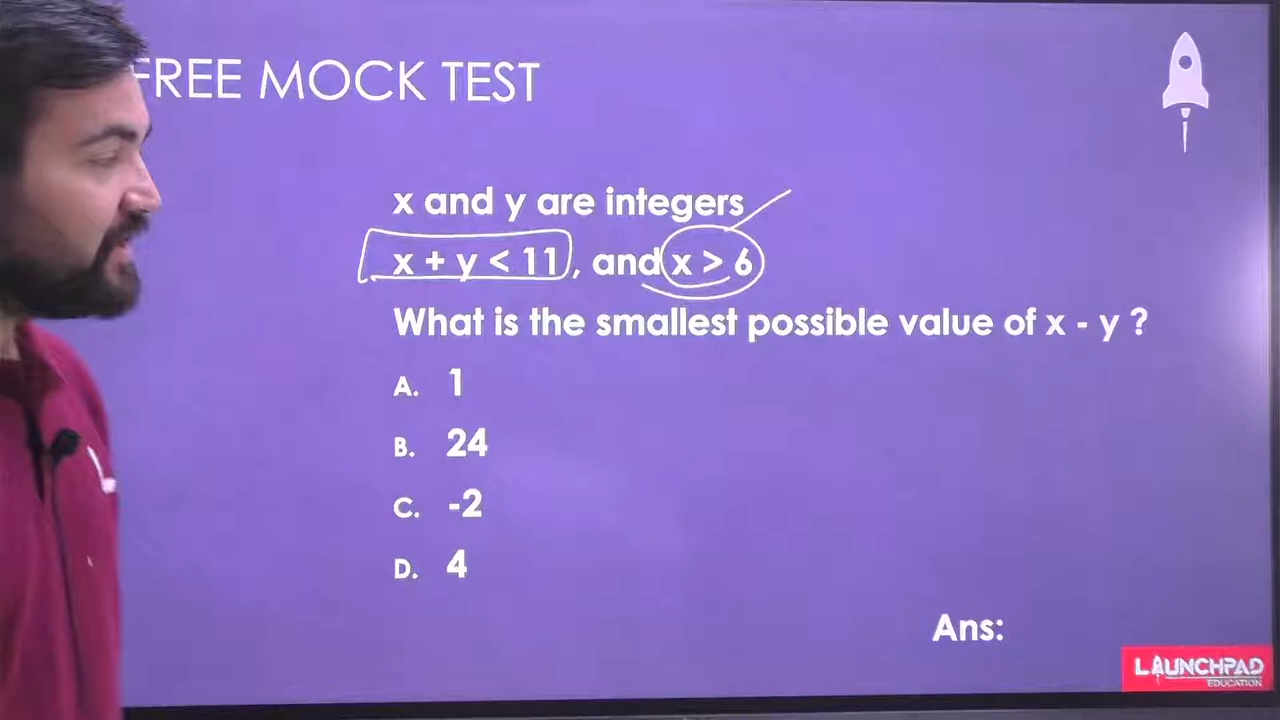 FREE MOCK TEST
x and y are integers
x + y < 11, and x > 6
What is the smallest possible value of x - y ?
A. 1
B. 24
C. -2
D. 4
Ans:
LAUNCHPAD
EDUCATION